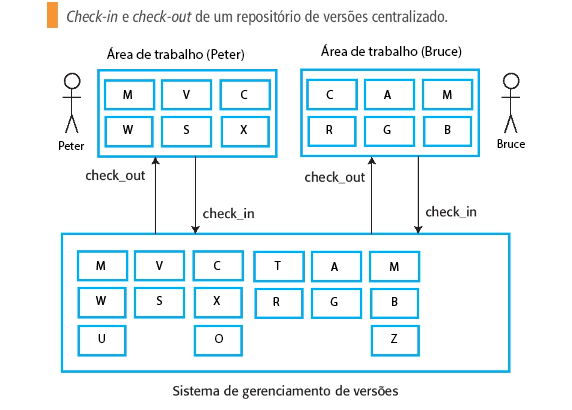 Check-in e check-out de um repositório de versões centralizado.
Área de trabalho (Peter)
Área de trabalho (Bruce)
M V C
C A M
W S X
R G B
Peter
Bruce
check_out
check_in
check_out
check_in
M V C T A M
W S X R G B
U O Z
Sistema de gerenciamento de versões